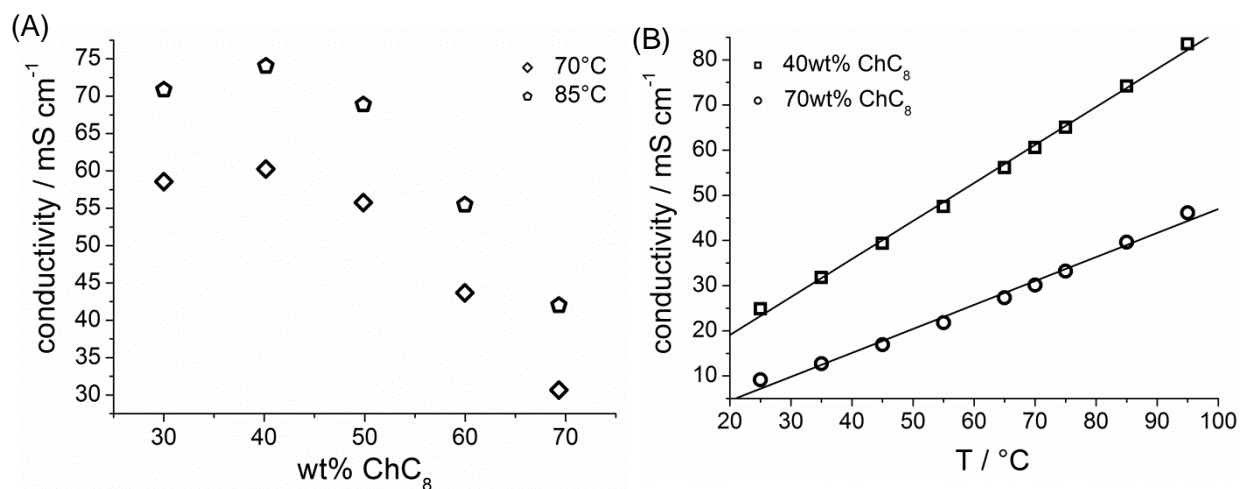 (A)
conductivity / mS cm⁻¹
75
70
65
60
55
50
45
40
35
30
70°C
85°C
30 40 50 60 70
wt% ChC₈
(B)
conductivity / mS cm⁻¹
80
70
60
50
40
30
20
10
40wt% ChC₈
70wt% ChC₈
20 30 40 50 60 70 80 90 100
T / °C